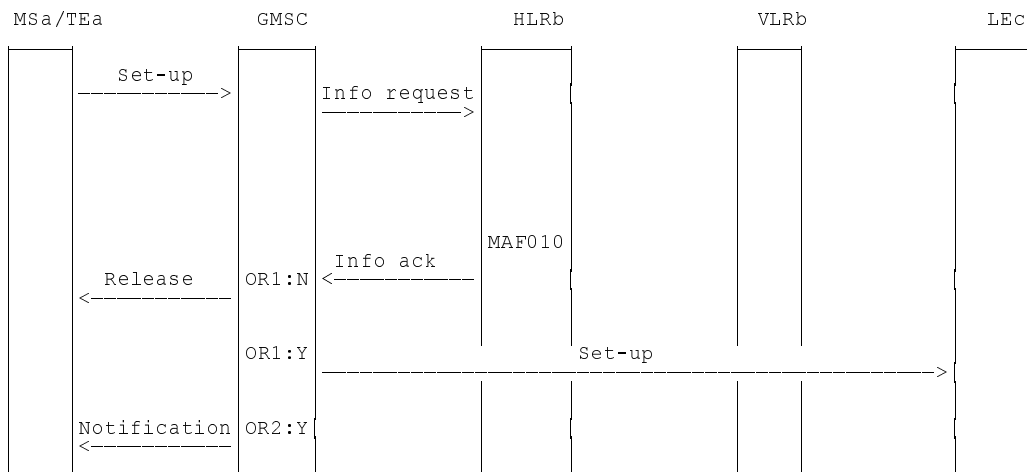 MSa/TEa GMSC HLRb VLRb LEc
Set-up
Info request
MAF010
Info ack
Release OR1:N
OR1:Y Set-up
Notification OR2:Y